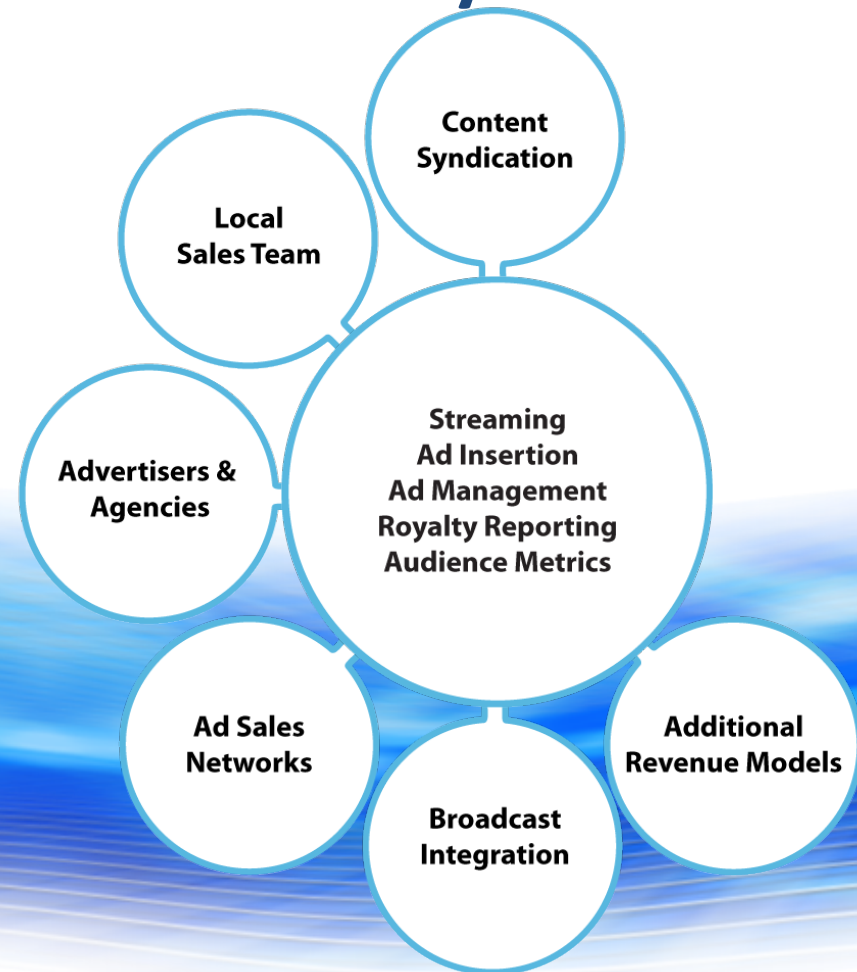 Content
Syndication
Local
Sales Team
Streaming
Ad Insertion
Ad Management
Royalty Reporting
Audience Metrics
Advertisers &
Agencies
Ad Sales
Networks
Additional
Revenue Models
Broadcast
Integration